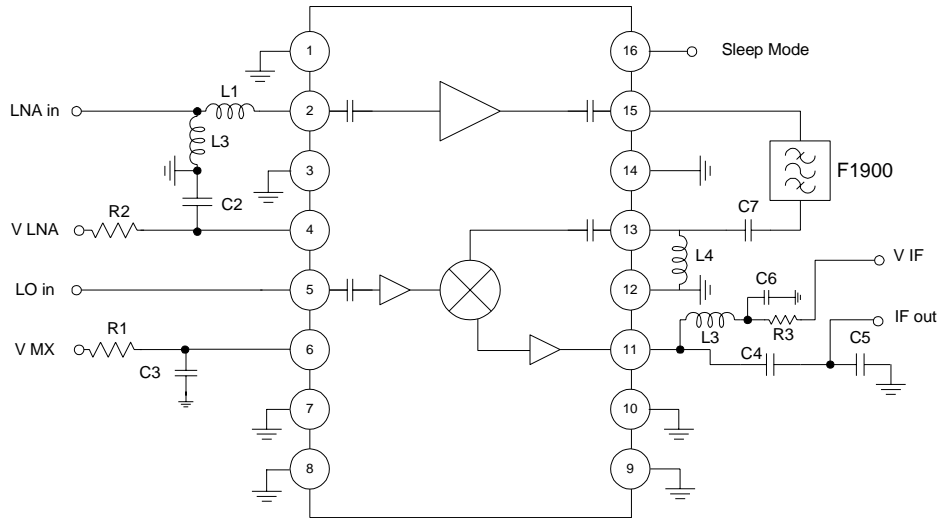 1
16
Sleep Mode
LNA in
L1
2
15
L3
3
14
F1900
C2
R2
V LNA
4
13
C7
L4
V IF
LO in
5
12
C6
IF out
L3
R3
R1
V MX
6
11
C4
C5
C3
7
10
8
9